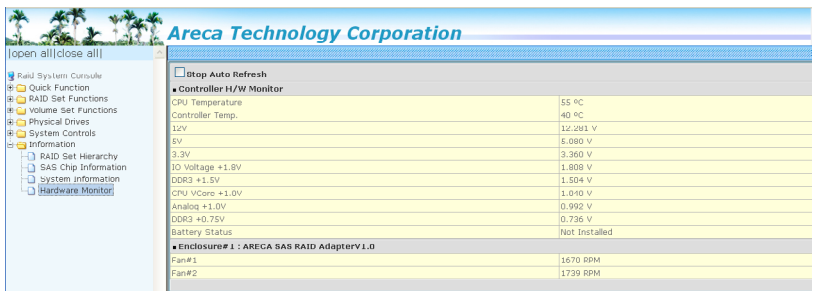 Areca Technology Corporation
|open all|close all|
Raid System Console
Quick Function
RAID Set Functions
Volume Set Functions
Physical Drives
System Controls
Information
RAID Set Hierarchy
SAS Chip Information
System Information
Hardware Monitor
Stop Auto Refresh
Controller H/W Monitor
CPU Temperature 55 ºC
Controller Temp. 40 ºC
12V 12.281 V
5V 5.080 V
3.3V 3.360 V
IO Voltage +1.8V 1.808 V
DDR3 +1.5V 1.504 V
CPU VCore +1.0V 1.040 V
Analog +1.0V 0.992 V
DDR3 +0.75V 0.736 V
Battery Status Not Installed
Enclosure#1 : ARECA SAS RAID AdapterV1.0
Fan#1 1670 RPM
Fan#2 1739 RPM